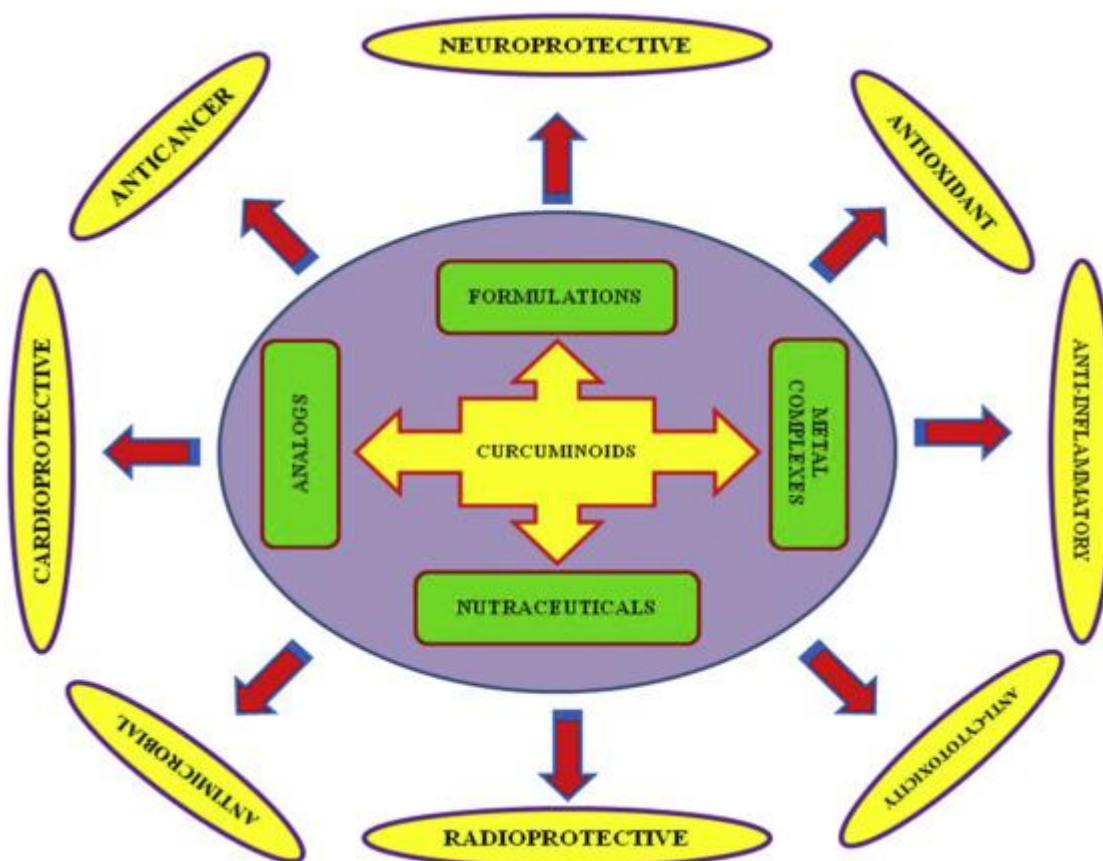 NEUROPROTECTIVE
ANTICANCER
ANTIOXIDANT
FORMULATIONS
CARDIOPROTECTIVE
ANALOGS
CURCUMINOIDS
METAL
COMPLEXES
ANTI-INFLAMMATORY
NUTRACEUTICALS
ANTIMICROBIAL
ANTI-CYTOTOXICITY
RADIOPROTECTIVE